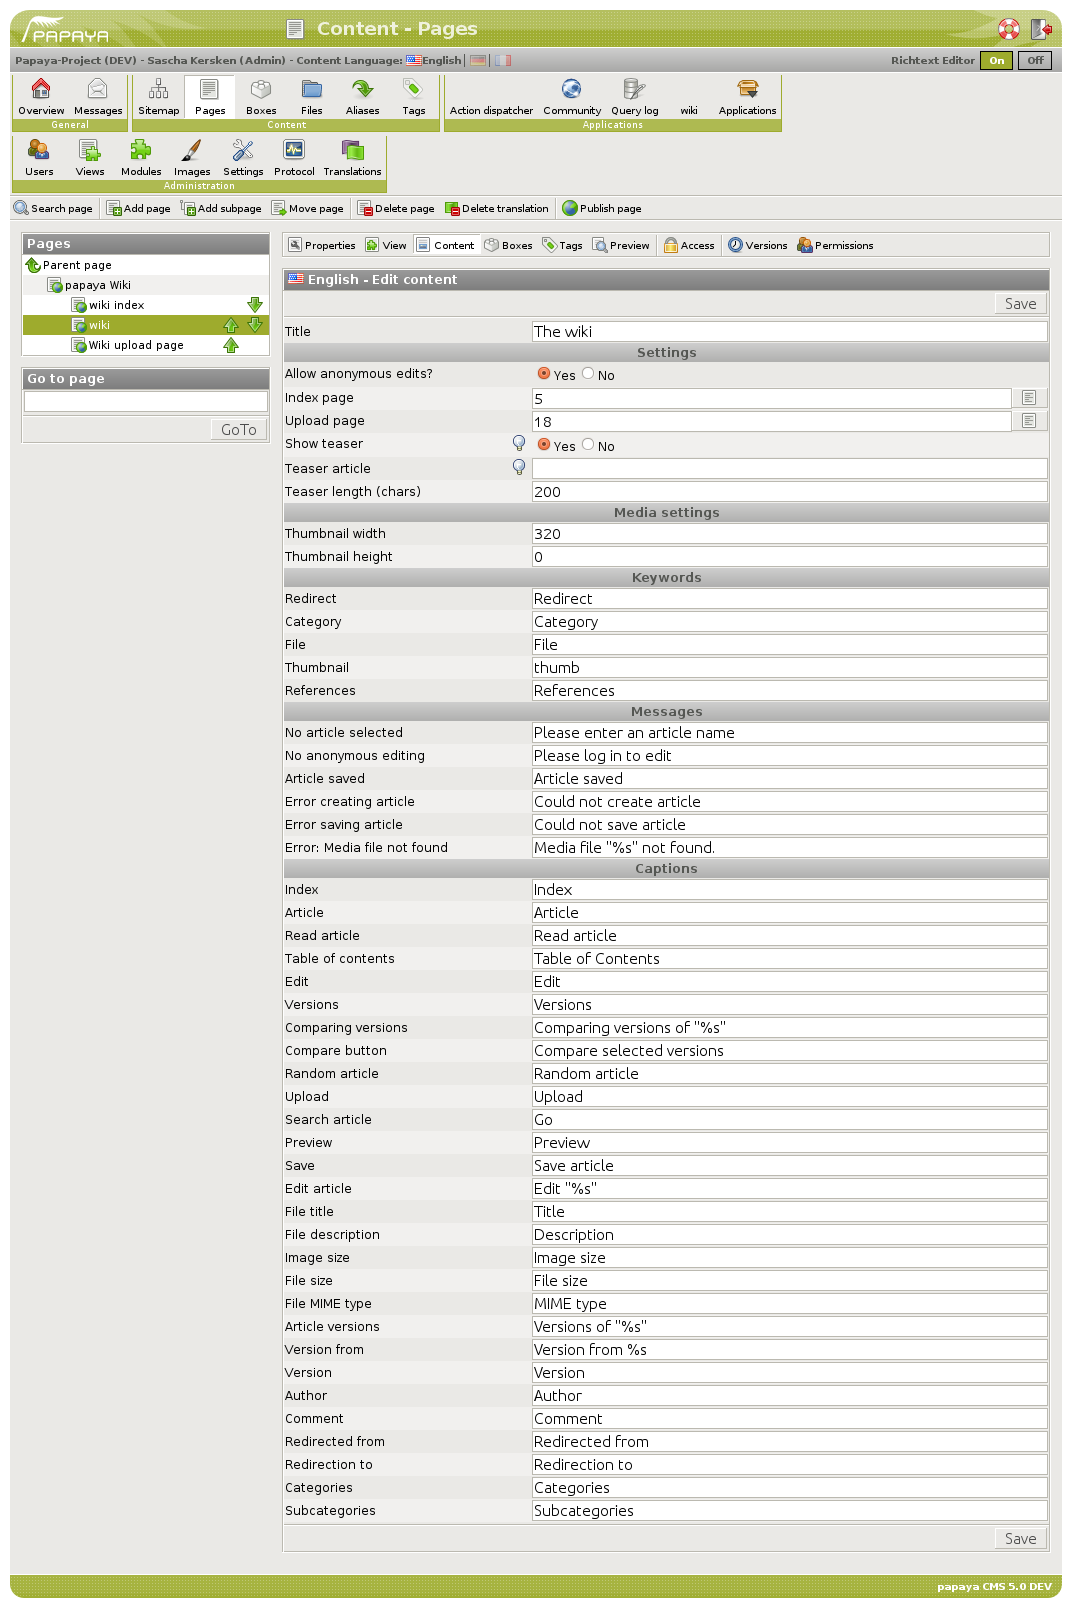 PAPAYA
Content - Pages
Papaya-Project (DEV) - Sascha Kersken (Admin) - Content Language: English
Richtext Editor On Off
Overview Messages Sitemap Pages Boxes Files Aliases Tags Action dispatcher Community Query log wiki Applications
General Content Applications
Users Views Modules Images Settings Protocol Translations
Administration
Search page Add page Add subpage Move page Delete page Delete translation Publish page
Pages
Parent page
papaya Wiki
wiki index
wiki
Wiki upload page
Go to page
GoTo
Properties View Content Boxes Tags Preview Access Versions Permissions
English - Edit content
Save
Title The wiki
Settings
Allow anonymous edits? Yes No
Index page 5
Upload page 18
Show teaser Yes No
Teaser article
Teaser length (chars) 200
Media settings
Thumbnail width 320
Thumbnail height 0
Keywords
Redirect Redirect
Category Category
File File
Thumbnail thumb
References References
Messages
No article selected Please enter an article name
No anonymous editing Please log in to edit
Article saved Article saved
Error creating article Could not create article
Error saving article Could not save article
Error: Media file not found Media file "%s" not found.
Captions
Index Index
Article Article
Read article Read article
Table of contents Table of Contents
Edit Edit
Versions Versions
Comparing versions Comparing versions of "%s"
Compare button Compare selected versions
Random article Random article
Upload Upload
Search article Go
Preview Preview
Save Save article
Edit article Edit "%s"
File title Title
File description Description
Image size Image size
File size File size
File MIME type MIME type
Article versions Versions of "%s"
Version from Version from %s
Version Version
Author Author
Comment Comment
Redirected from Redirected from
Redirection to Redirection to
Categories Categories
Subcategories Subcategories
Save
papaya CMS 5.0 DEV